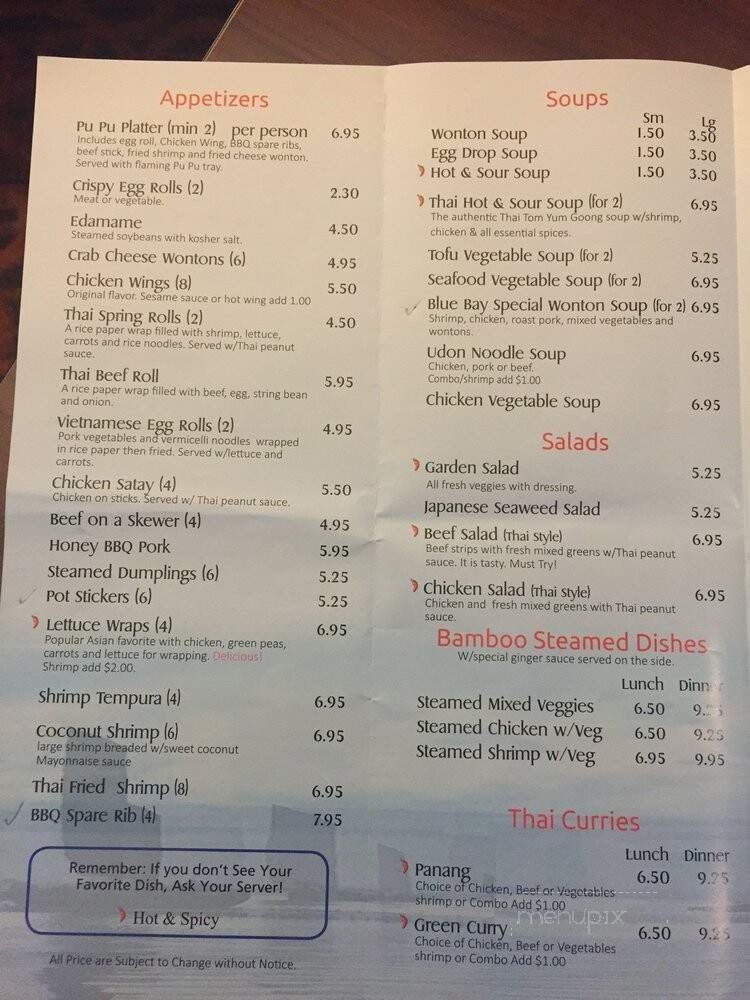 Appetizers
Pu Pu Platter (min 2) per person 6.95
Includes egg roll, Chicken Wing, BBQ spare ribs,
beef stick, fried shrimp and fried cheese wonton.
Served with flaming Pu Pu tray.
Crispy Egg Rolls (2) 2.30
Meat or vegetable.
Edamame 4.50
Steamed soybeans with kosher salt.
Crab Cheese Wontons (6) 4.95
Chicken Wings (8) 5.50
Original flavor. Sesame sauce or hot wing add 1.00
Thai Spring Rolls (2) 4.50
A rice paper wrap filled with shrimp, lettuce,
carrots and rice noodles. Served w/Thai peanut
sauce.
Thai Beef Roll 5.95
A rice paper wrap filled with beef, egg, string bean
and onion.
Vietnamese Egg Rolls (2) 4.95
Pork vegetables and vermicelli noodles wrapped
in rice paper then fried. Served w/lettuce and
carrots.
Chicken Satay (4) 5.50
Chicken on sticks. Served w/ Thai peanut sauce.
Beef on a Skewer (4) 4.95
Honey BBQ Pork 5.95
Steamed Dumplings (6) 5.25
Pot Stickers (6) 5.25
Lettuce Wraps (4) 6.95
Popular Asian favorite with chicken, green peas,
carrots and lettuce for wrapping. Delicious!
Shrimp add $2.00.
Shrimp Tempura (4) 6.95
Coconut Shrimp (6) 6.95
large shrimp breaded w/sweet coconut
Mayonnaise sauce
Thai Fried Shrimp (8) 6.95
BBQ Spare Rib (4) 7.95
Remember: If you don't See Your
Favorite Dish, Ask Your Server!
Hot & Spicy
All Price are Subject to Change without Notice.
Soups
Sm Lg
Wonton Soup 1.50 3.50
Egg Drop Soup 1.50 3.50
Hot & Sour Soup 1.50 3.50
Thai Hot & Sour Soup (for 2) 6.95
The authentic Thai Tom Yum Goong soup w/shrimp,
chicken & all essential spices.
Tofu Vegetable Soup (for 2) 5.25
Seafood Vegetable Soup (for 2) 6.95
Blue Bay Special Wonton Soup (for 2) 6.95
Shrimp, chicken, roast pork, mixed vegetables and
wontons.
Udon Noodle Soup 6.95
Chicken, pork or beef.
Combo/shrimp add $1.00
Chicken Vegetable Soup 6.95
Salads
Garden Salad 5.25
All fresh veggies with dressing.
Japanese Seaweed Salad 5.25
Beef Salad (Thai style) 6.95
Beef strips with fresh mixed greens w/Thai peanut
sauce. It is tasty. Must Try!
Chicken Salad (Thai style) 6.95
Chicken and fresh mixed greens with Thai peanut
sauce.
Bamboo Steamed Dishes
W/special ginger sauce served on the side.
Lunch Dinner
Steamed Mixed Veggies 6.50
Steamed Chicken w/Veg 6.50 9.25
Steamed Shrimp w/Veg 6.95 9.95
Thai Curries
Lunch Dinner
Panang 6.50 9.25
Choice of Chicken, Beef or Vegetables
shrimp or Combo Add $1.00
menupix
Green Curry 6.50 9.25
Choice of Chicken, Beef or Vegetables
shrimp or Combo Add $1.00